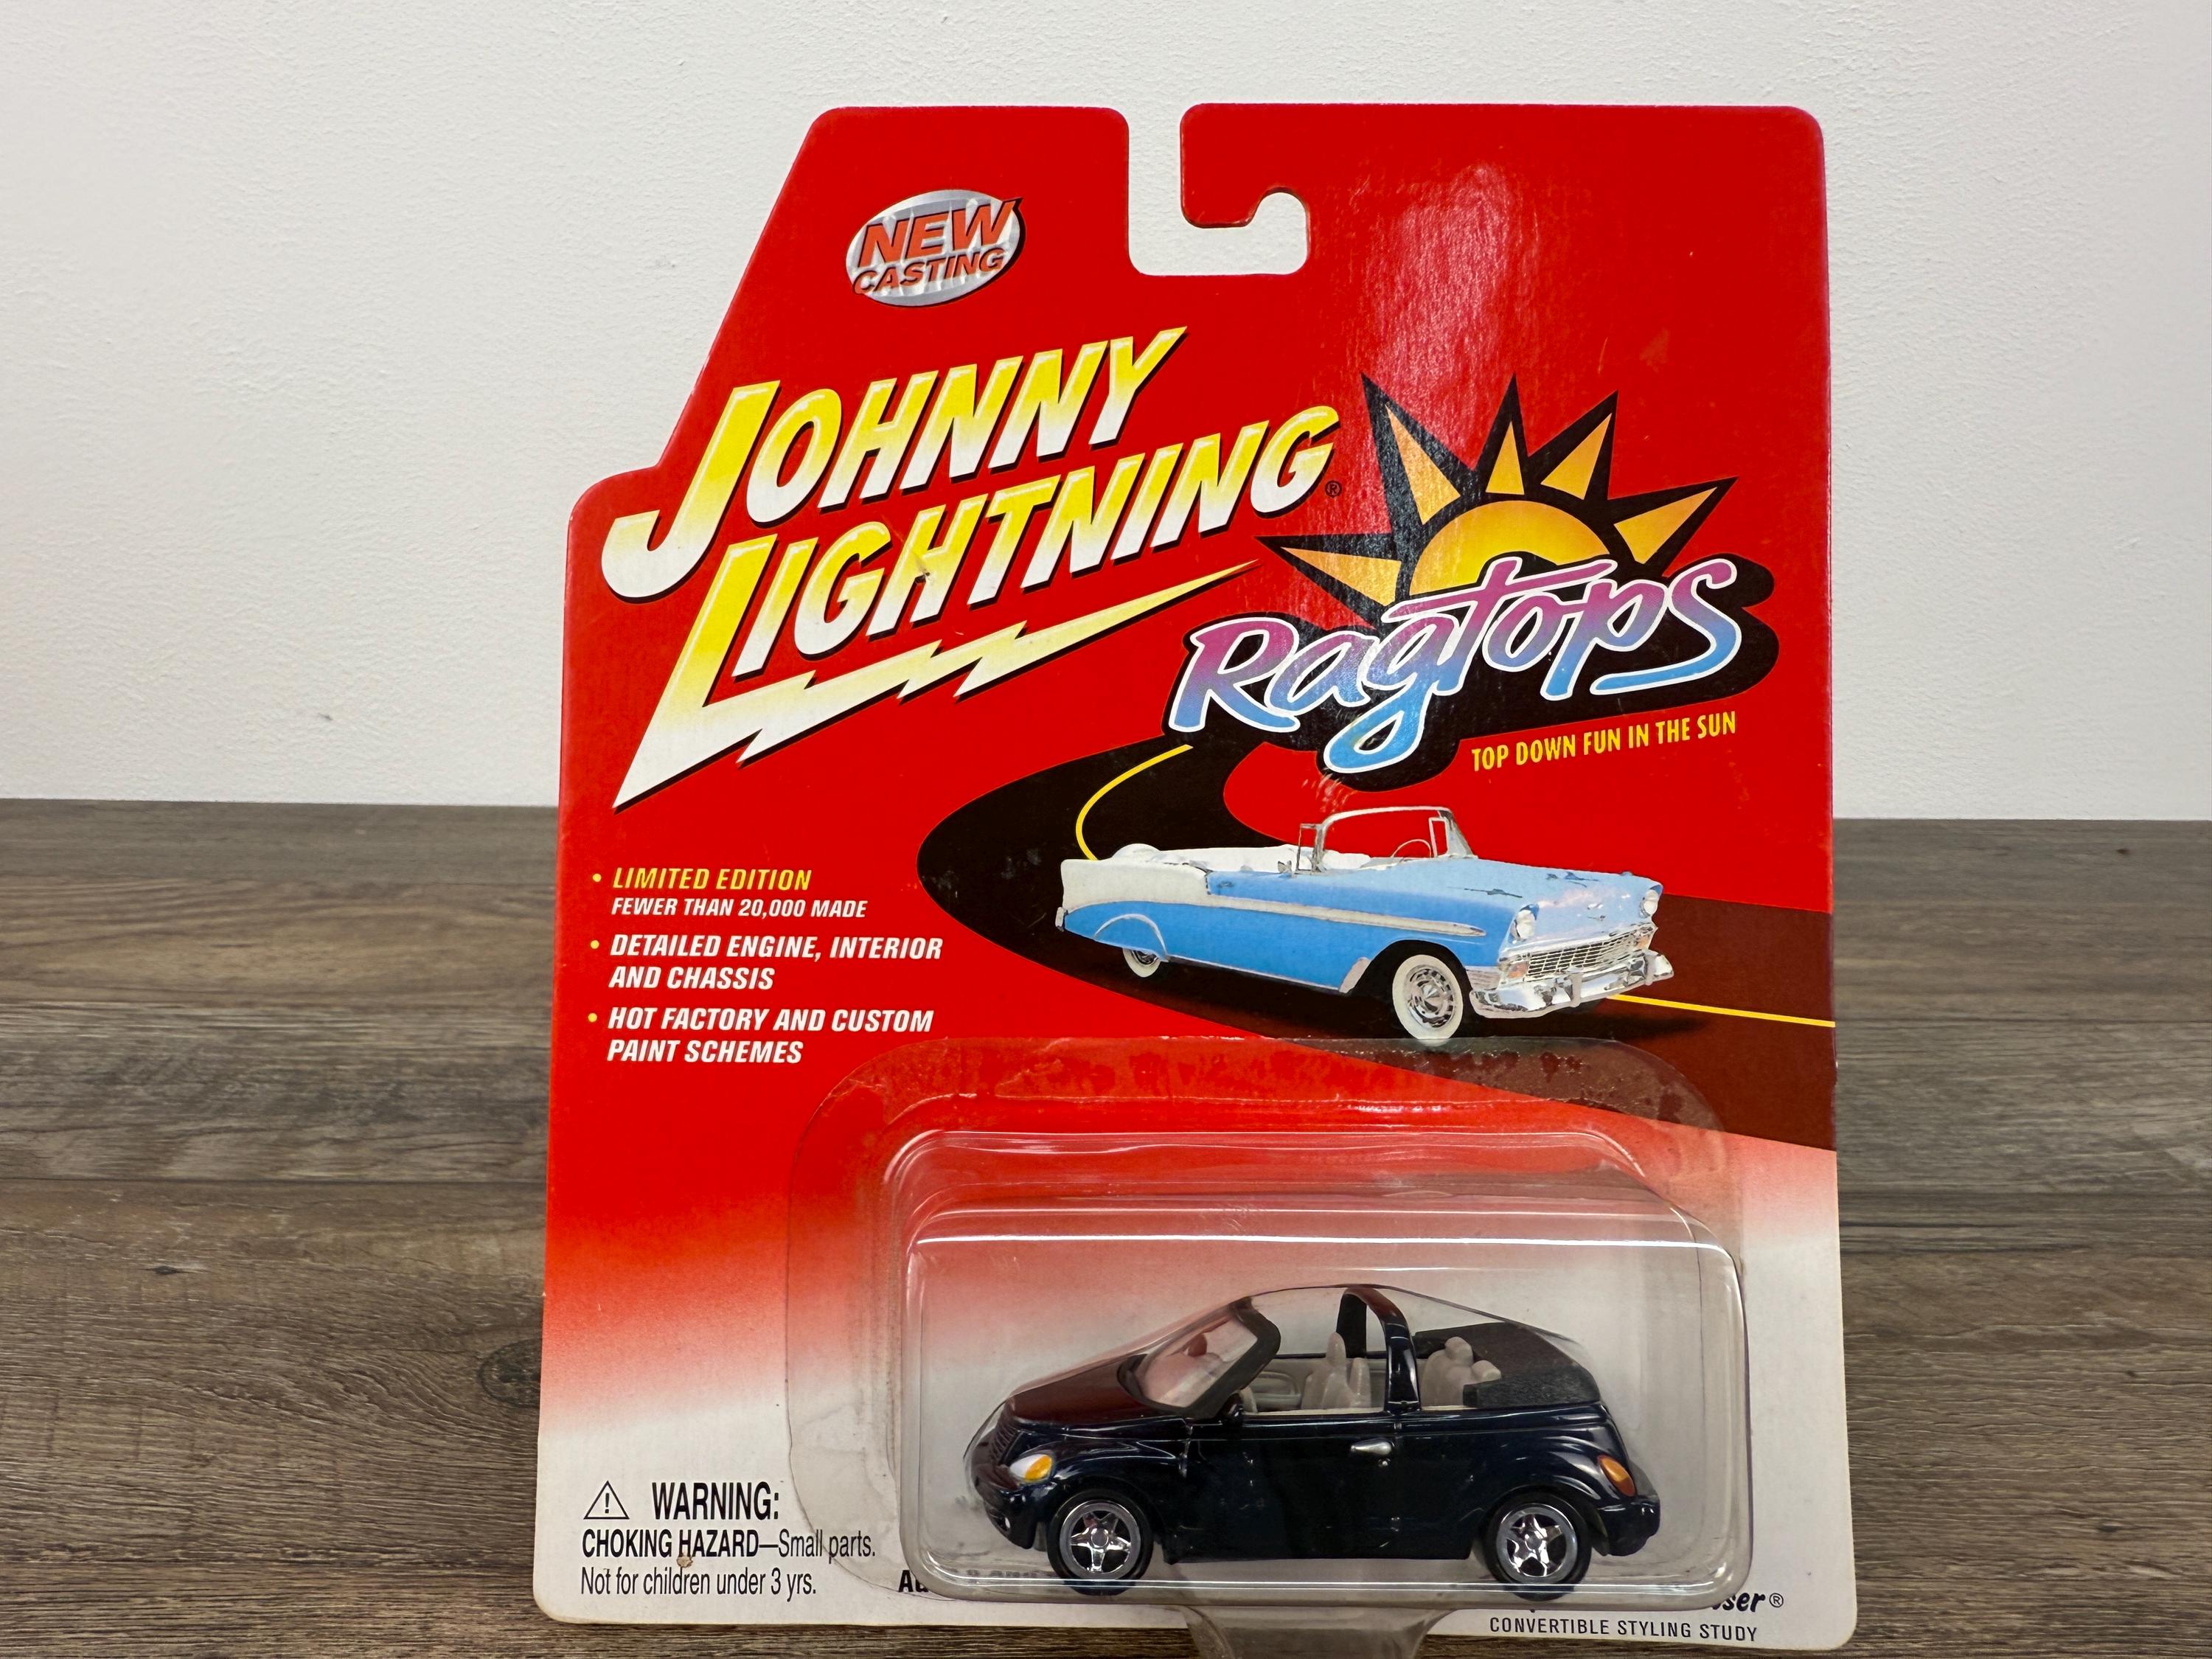 NEW
CASTING
JOHNNY
LIGHTNING®
Ragtops
TOP DOWN FUN IN THE SUN
• LIMITED EDITION
FEWER THAN 20,000 MADE
• DETAILED ENGINE, INTERIOR
AND CHASSIS
• HOT FACTORY AND CUSTOM
PAINT SCHEMES
WARNING:
CHOKING HAZARD—Small parts.
Not for children under 3 yrs.
CONVERTIBLE STYLING STUDY